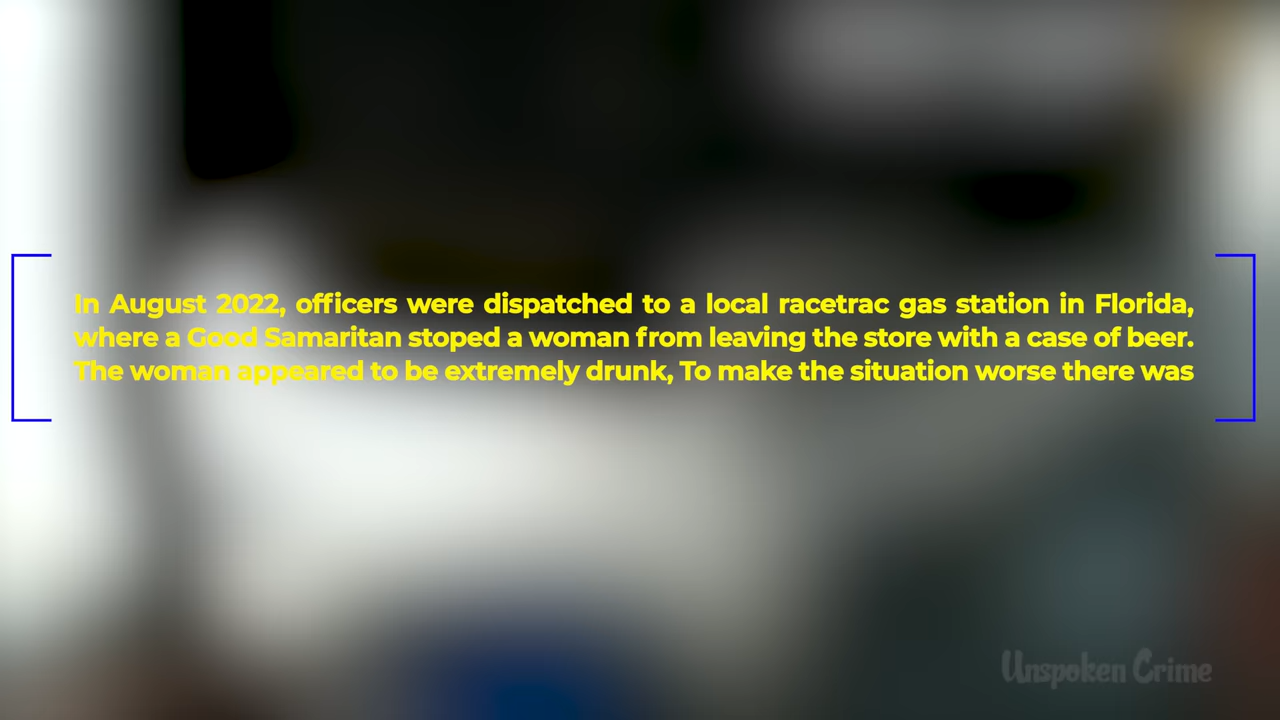 In August 2022, officers were dispatched to a local racetrac gas station in Florida,
where a Good Samaritan stoped a woman from leaving the store with a case of beer.
The woman appeared to be extremely drunk, To make the situation worse there was
Unspoken Crime